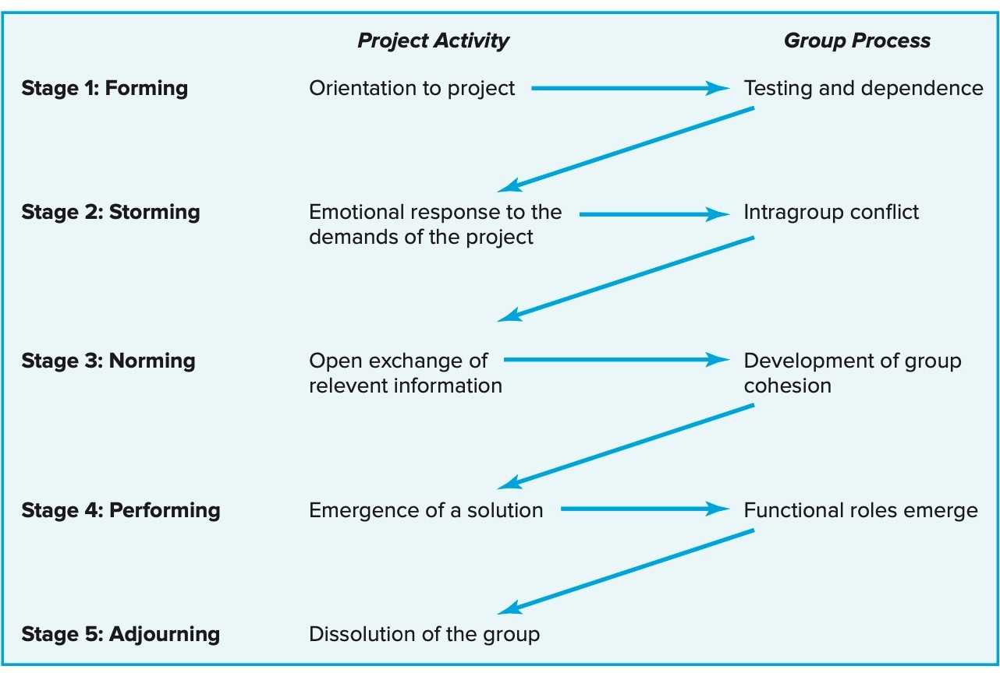 Project Activity
Group Process
Stage 1: Forming
Orientation to project
Testing and dependence
Stage 2: Storming
Emotional response to the
demands of the project
Intragroup conflict
Stage 3: Norming
Open exchange of
relevent information
Development of group
cohesion
Stage 4: Performing
Emergence of a solution
Functional roles emerge
Stage 5: Adjourning
Dissolution of the group